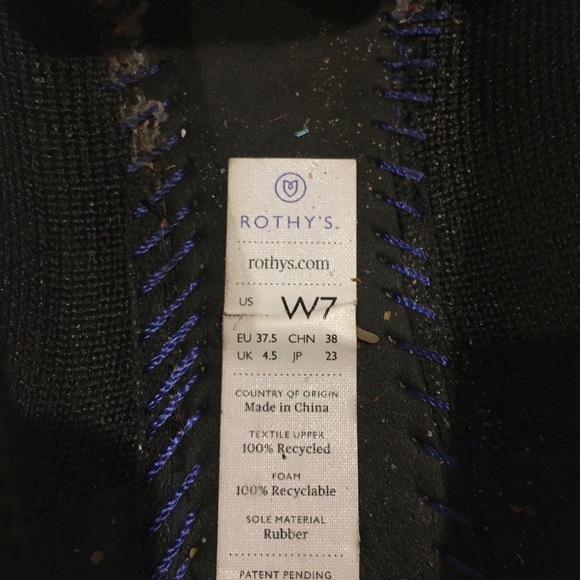 ROTHY'S™
rothys.com
US W7
EU 37.5 CHN 38
UK 4.5 JP 23
COUNTRY OF ORIGIN
Made in China
TEXTILE UPPER
100% Recycled
FOAM
100% Recyclable
SOLE MATERIAL
Rubber
PATENT PENDING